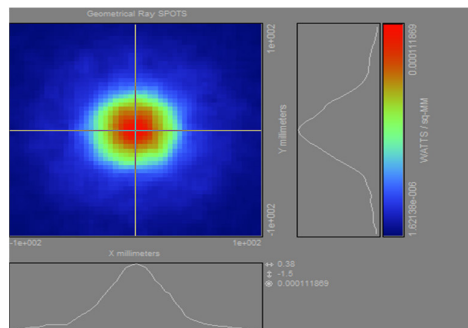 Geometrical Ray SPOTS
1e+002
Y millimeters
-1e+002
0.000111869
WATTS / sq-MM
1.62138e-006
-1e+002
1e+002
X millimeters
0.38
-1.5
0.000111869